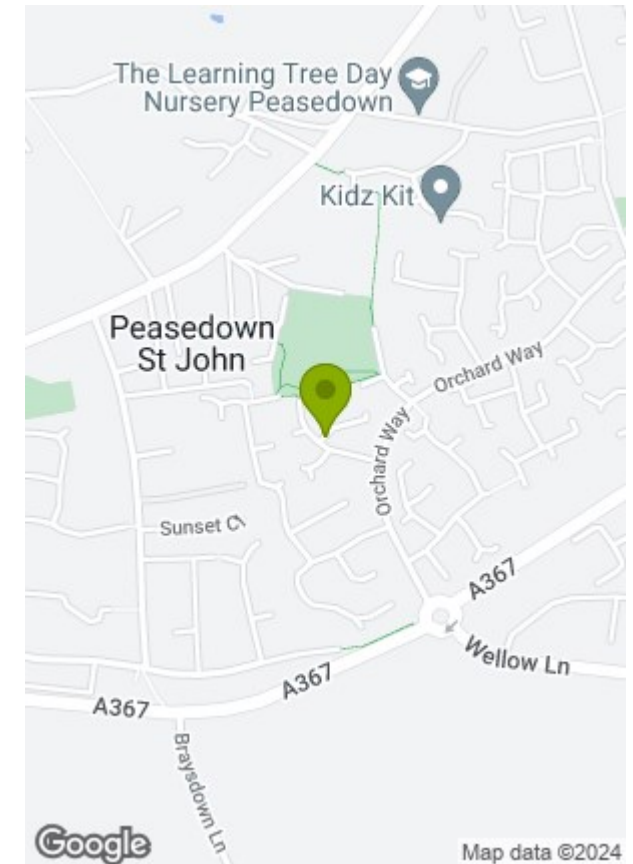 The Learning Tree Day
Nursery Peasedown
Kidz Kit
Peasedown
St John
Orchard Way
Orchard Way
Sunset C
A367
Wellow Ln
A367
A367
Braysdown Ln
Google
Map data ©2024